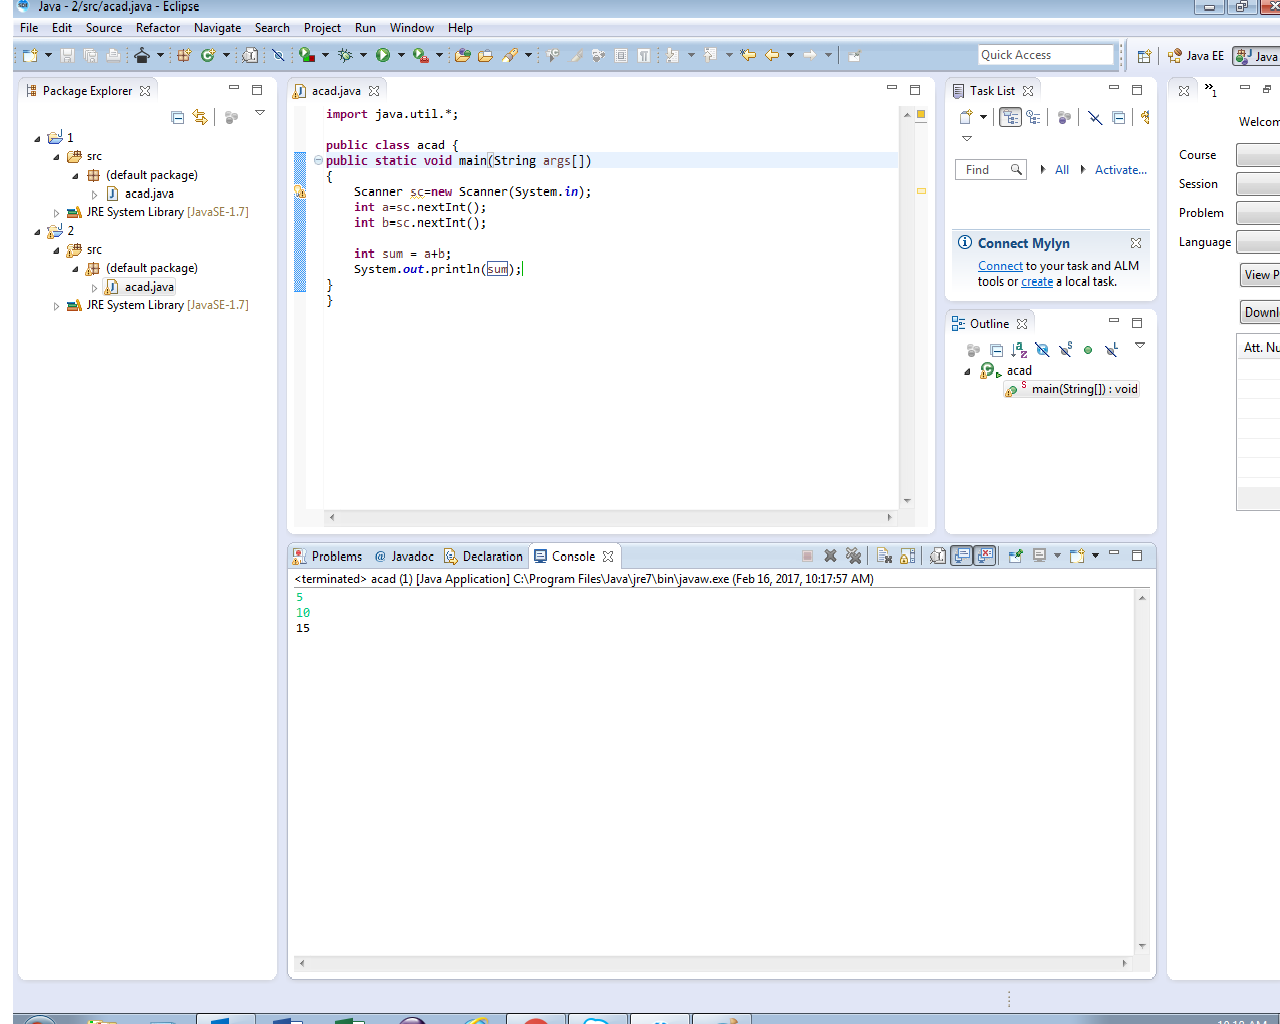 Java - 2/src/acad.java - Eclipse
File Edit Source Refactor Navigate Search Project Run Window Help
Quick Access
Java EE
Java
Package Explorer
1
src
(default package)
acad.java
JRE System Library [JavaSE-1.7]
2
src
(default package)
acad.java
JRE System Library [JavaSE-1.7]
acad.java
import java.util.*;
public class acad {
public static void main(String args[])
{
Scanner sc=new Scanner(System.in);
int a=sc.nextInt();
int b=sc.nextInt();
int sum = a+b;
System.out.println(sum);
}
}
Task List
Find
All
Activate...
Connect Mylyn
Connect to your task and ALM
tools or create a local task.
Outline
acad
main(String[]) : void
Welcom
Course
Session
Problem
Language
View P
Downl
Att. Nu
Problems @ Javadoc Declaration Console
<terminated> acad (1) [Java Application] C:\Program Files\Java\jre7\bin\javaw.exe (Feb 16, 2017, 10:17:57 AM)
5
10
15